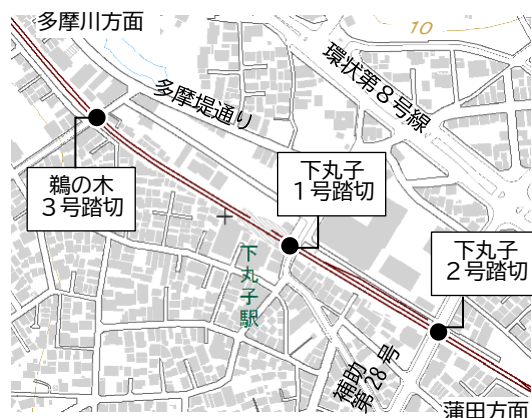 多摩川方面
10
環状第8号線
多摩堤通り
鵜の木
3号踏切
下丸子
1号踏切
下丸子
2号踏切
下丸子駅
補助
第28号
蒲田方面